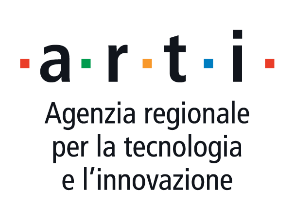 ·a·r·t·i·
Agenzia regionale
per la tecnologia
e l'innovazione